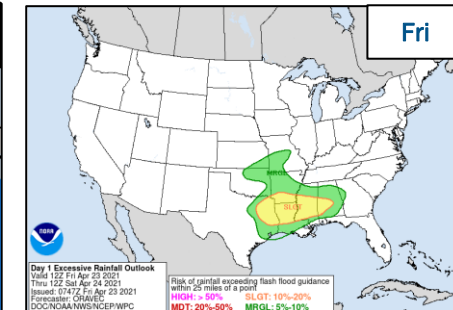 Fri
MRGL
SLGT
NOAA
Day 1 Excessive Rainfall Outlook
Valid 12Z Fri Apr 23 2021
Thru 12Z Sat Apr 24 2021
Issued: 0747Z Fri Apr 23 2021
Forecaster: ORAVEC
DOC/NOAA/NWS/NCEP/WPC
Risk of rainfall exceeding flash flood guidance
within 25 miles of a point
HIGH: > 50% SLGT: 10%-20%
MDT: 20%-50% MRGL: 5%-10%